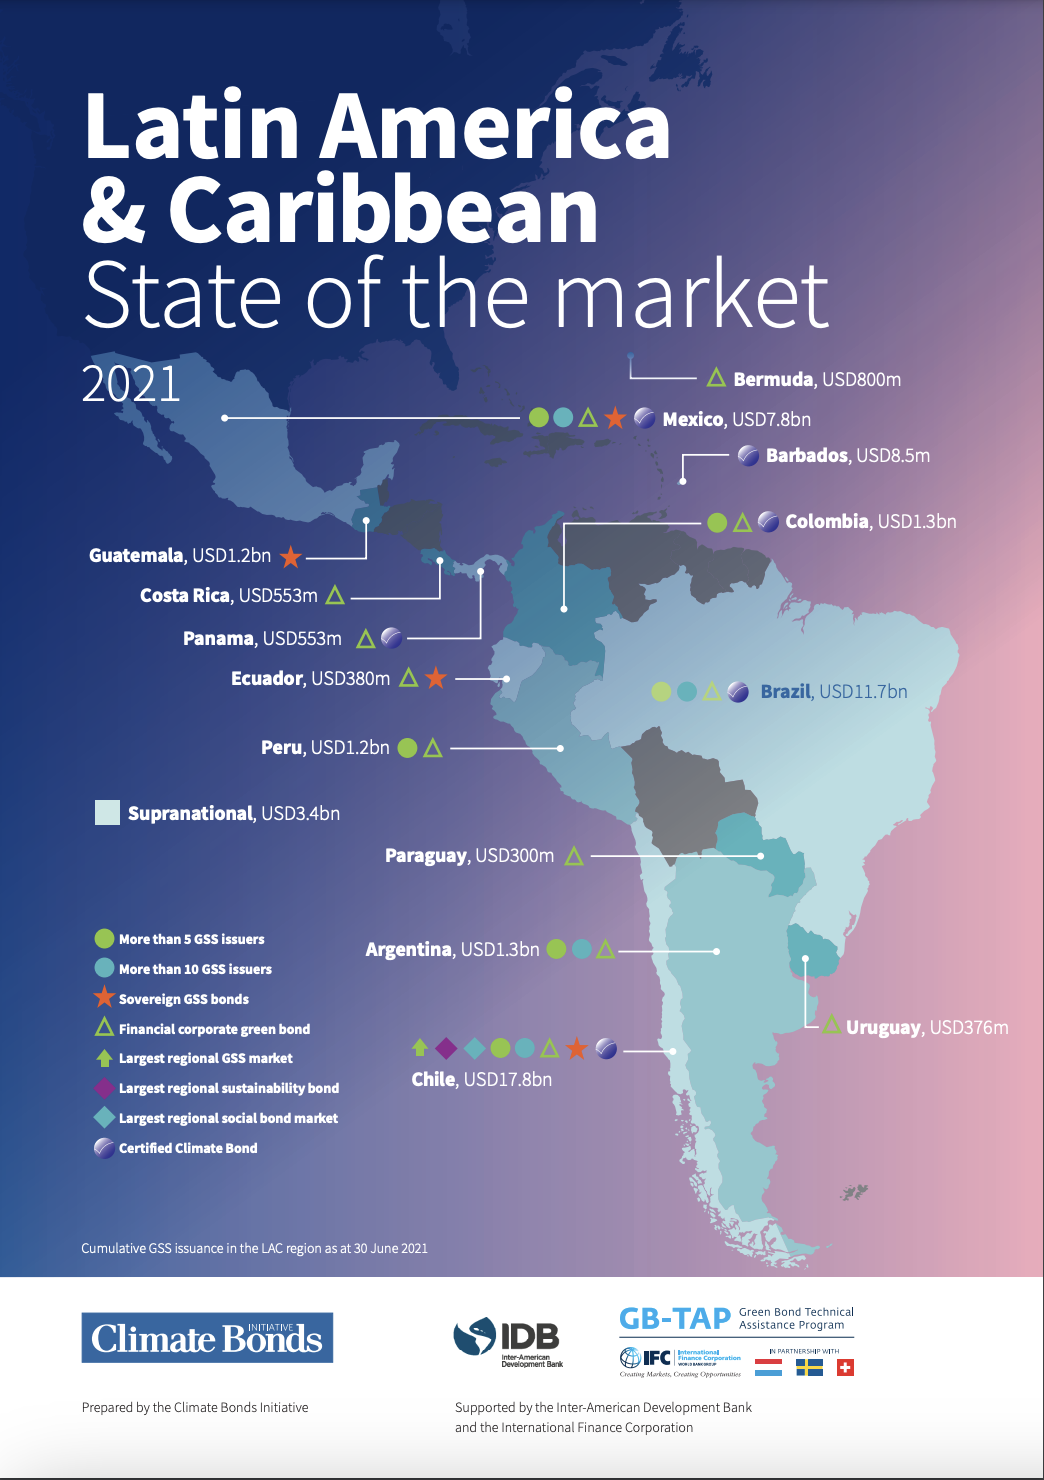 Latin America
& Caribbean
State of the market
2021
Bermuda, USD800m
Mexico, USD7.8bn
Barbados, USD8.5m
Colombia, USD1.3bn
Guatemala, USD1.2bn
Costa Rica, USD553m
Panama, USD553m
Ecuador, USD380m
Brazil, USD11.7bn
Peru, USD1.2bn
Supranational, USD3.4bn
Paraguay, USD300m
Argentina, USD1.3bn
Uruguay, USD376m
Chile, USD17.8bn
More than 5 GSS issuers
More than 10 GSS issuers
Sovereign GSS bonds
Financial corporate green bond
Largest regional GSS market
Largest regional sustainability bond
Largest regional social bond market
Certified Climate Bond
Cumulative GSS issuance in the LAC region as at 30 June 2021
Climate Bonds
INITIATIVE
IDB
Inter-American
Development Bank
GB-TAP
Green Bond Technical
Assistance Program
IFC
International
Finance Corporation
WORLD BANK GROUP
Creating Markets, Creating Opportunities
IN PARTNERSHIP WITH
Prepared by the Climate Bonds Initiative
Supported by the Inter-American Development Bank
and the International Finance Corporation